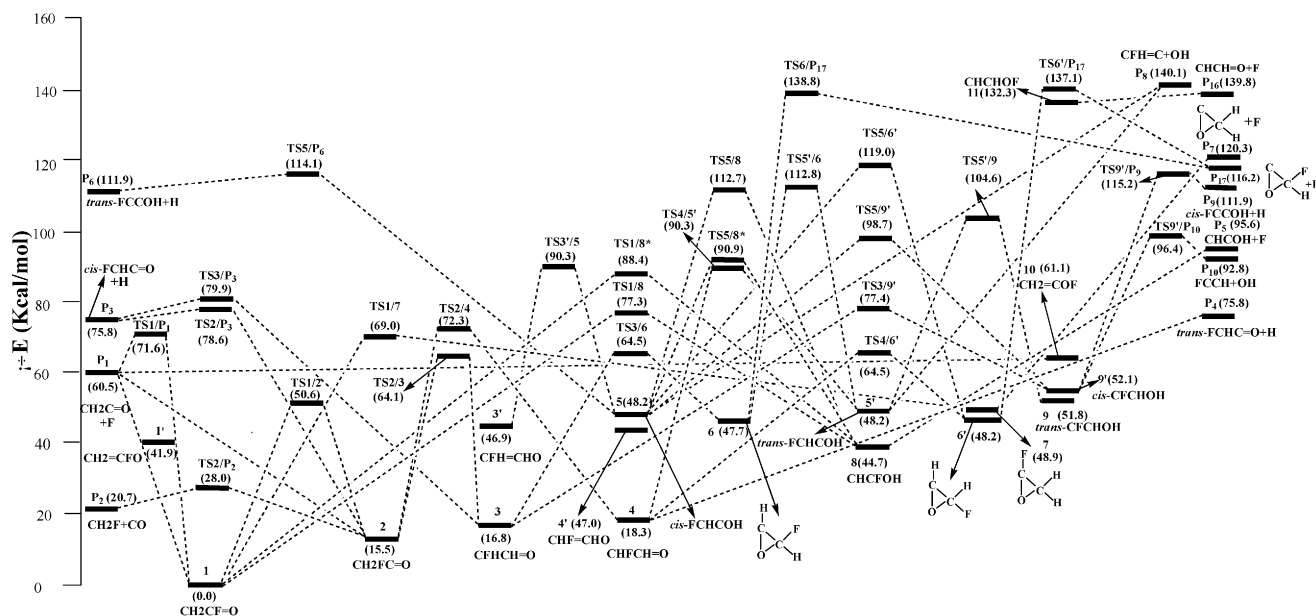 160
140
120
100
80
60
40
20
0
÷E (Kcal/mol)
P6 (111.9)
trans-FCCOH+H
TS5/P6
(114.1)
cis-FCHC=O
+H
P3
(75.8)
TS3/P3
(79.9)
TS2/P3
(78.6)
TS1/P1
(71.6)
P1
(60.5)
CH2C=O
+F
1'
(41.9)
CH2=CFO
TS2/P2
(28.0)
P2 (20.7)
CH2F+CO
1
(0.0)
CH2CF=O
TS1/2
(50.6)
TS1/7
(69.0)
TS2/4
(72.3)
TS2/3
(64.1)
2
(15.5)
CH2FC=O
3'
(46.9)
CFH=CHO
3
(16.8)
CFHCH=O
TS3'/5
(90.3)
TS1/8*
(88.4)
TS1/8
(77.3)
TS3/6
(64.5)
5(48.2)
4' (47.0)
CHF=CHO
4
(18.3)
CHFCH=O
cis-FCHCOH
TS5/8
(112.7)
TS4/5'
(90.3)
TS5/8*
(90.9)
6 (47.7)
H
C
F
O
C
H
TS6/P17
(138.8)
TS5'/6
(112.8)
TS5/6'
(119.0)
TS5/9'
(98.7)
TS3/9'
(77.4)
TS4/6'
(64.5)
5'
(48.2)
trans-FCHCOH
8(44.7)
CHCFOH
TS5'/9
(104.6)
6'
(48.2)
H
C
H
O
C
F
7
(48.9)
F
C
H
O
C
H
CHCHOF
11(132.3)
TS6'/P17
(137.1)
10 (61.1)
CH2=COF
9'(52.1)
cis-CFCHOH
9 (51.8)
trans-CFCHOH
CFH=C+OH
P8 (140.1)
CHCH=O+F
P16(139.8)
C
H
O
C
H
+F
P7(120.3)
P17(116.2)
C
F
O
C
H
TS9'/P9
(115.2)
P9(111.9)
cis-FCCOH+H
P5 (95.6)
CHCOH+F
TS9'/P10
(96.4)
P10(92.8)
FCCH+OH
P4 (75.8)
trans-FCHC=O+H